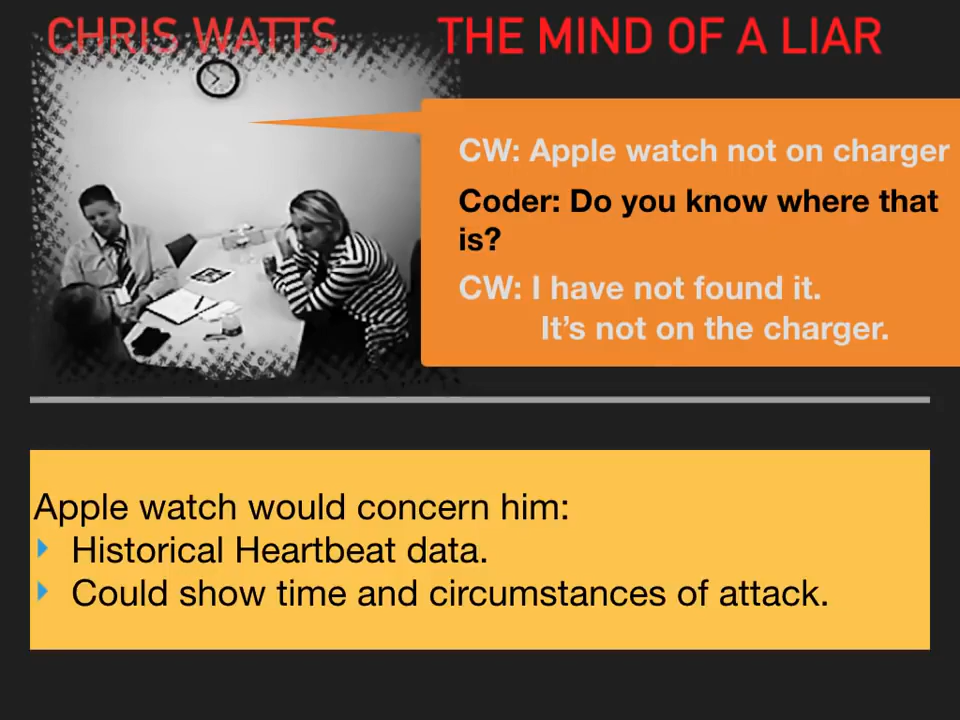 CHRIS WATTS THE MIND OF A LIAR
CW: Apple watch not on charger
Coder: Do you know where that
is?
CW: I have not found it.
It’s not on the charger.
Apple watch would concern him:
Historical Heartbeat data.
Could show time and circumstances of attack.